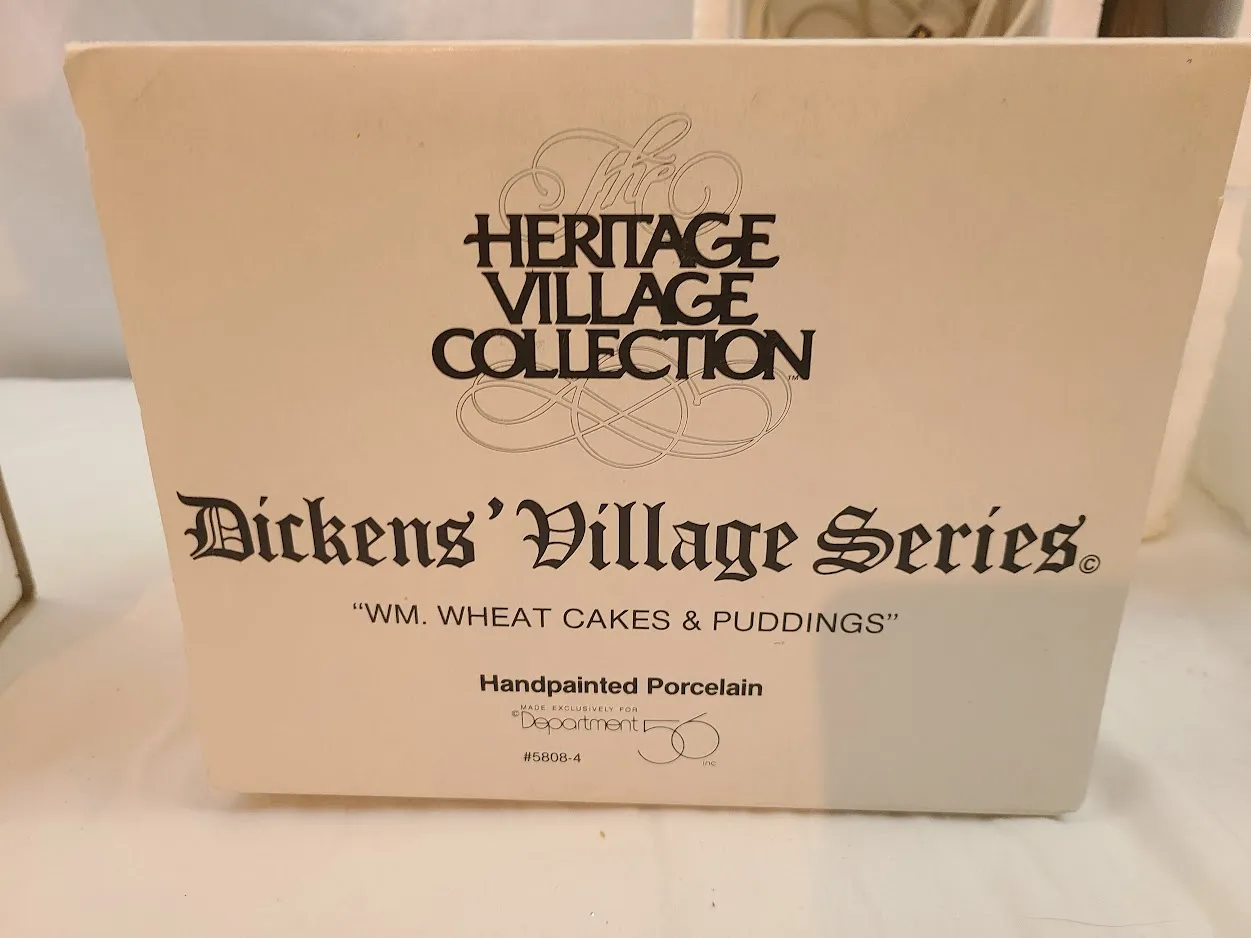 The
HERITAGE
VILLAGE
COLLECTION™
Dickens' Village Series©
“WM. WHEAT CAKES & PUDDINGS”
Handpainted Porcelain
MADE EXCLUSIVELY FOR
©Department 56 inc
#5808-4